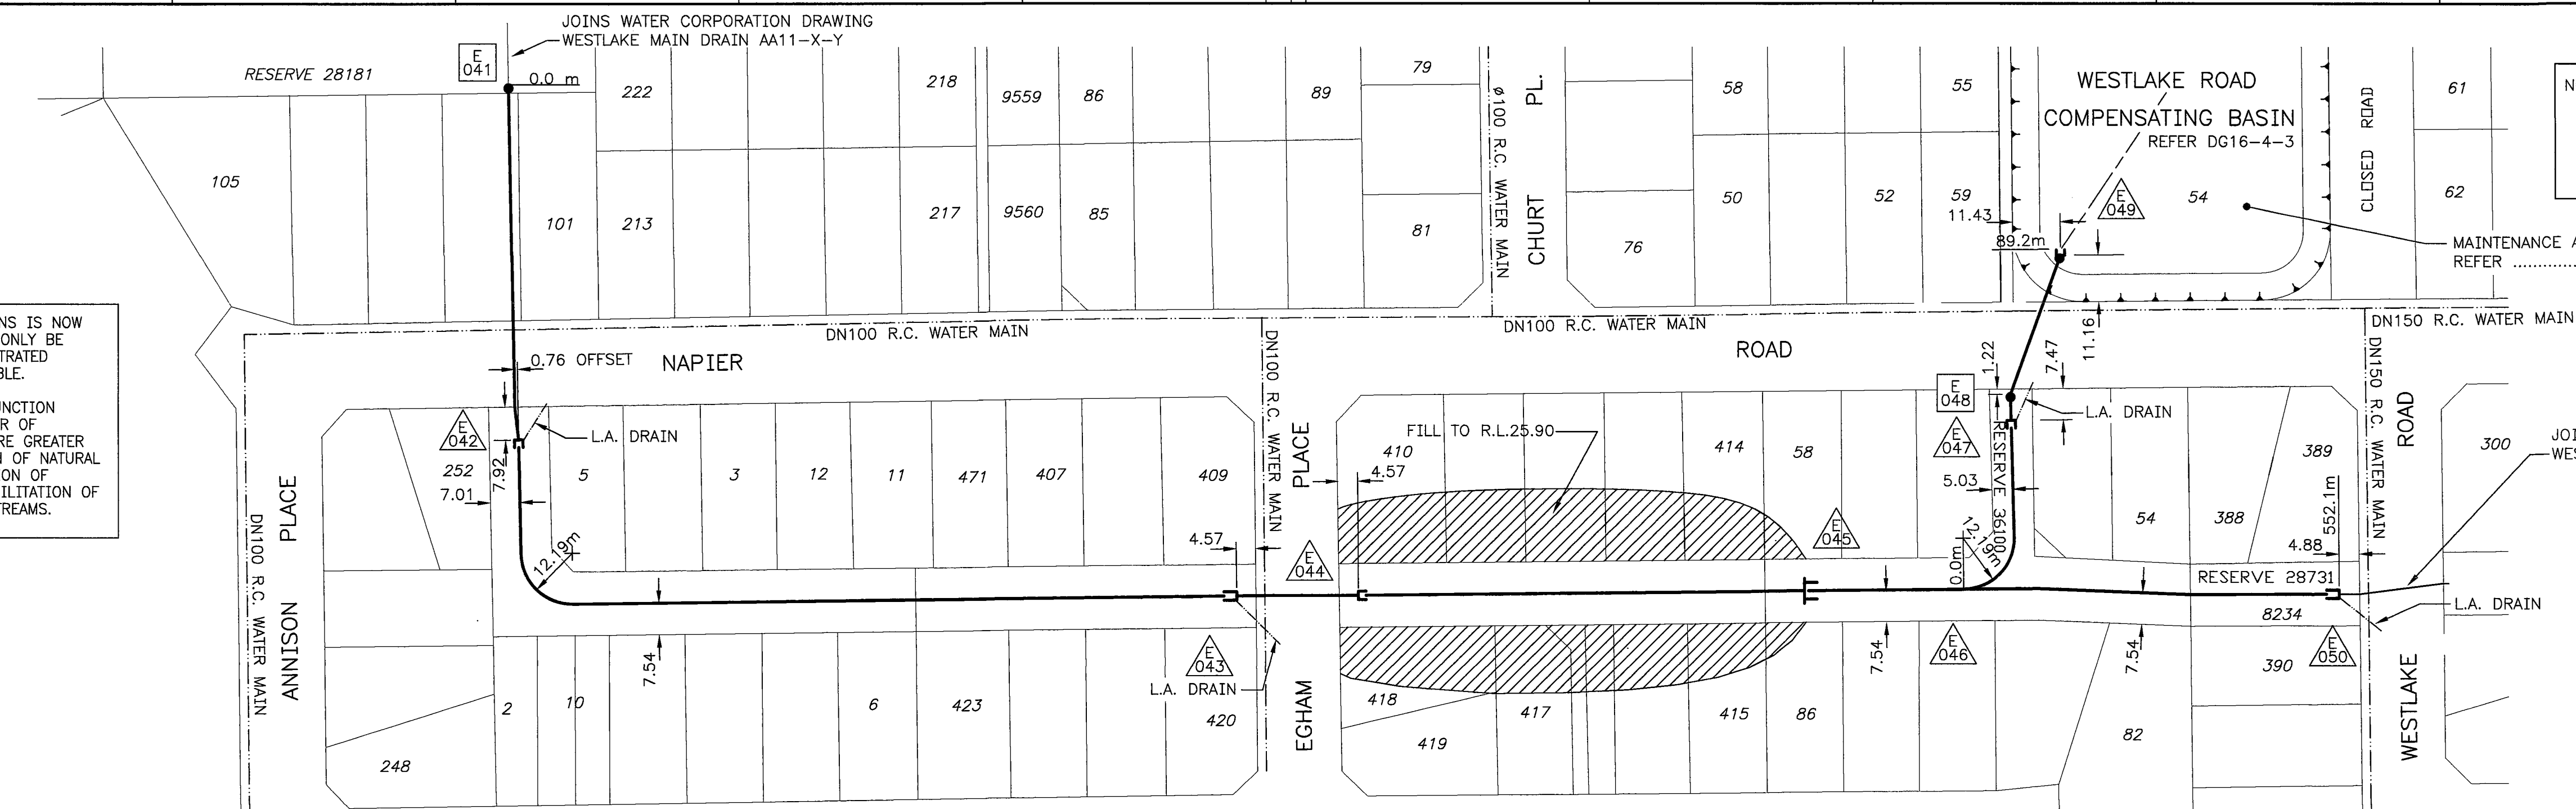 JOINS WATER CORPORATION DRAWING
WESTLAKE MAIN DRAIN AA11-X-Y
E
041
RESERVE 28181
0.0 m
222
218
9559
86
89
79
ø100 R.C. WATER MAIN
CHURT PL.
58
55
WESTLAKE ROAD
COMPENSATING BASIN
REFER DG16-4-3
CLOSED ROAD
61
N
105
101
213
217
9560
85
81
76
50
52
59
11.43
89.2m
E
049
54
62
MAINTENANCE A
REFER ..............
11.16
NS IS NOW
ONLY BE
TRATED
BLE.
UNCTION
R OF
RE GREATER
N OF NATURAL
ION OF
BILITATION OF
TREAMS.
DN100 R.C. WATER MAIN
DN100 R.C. WATER MAIN
DN150 R.C. WATER MAIN
0.76 OFFSET
NAPIER
ROAD
DN100 R.C. WATER MAIN
1.22
7.47
DN150 R.C. WATER MAIN
E
042
L.A. DRAIN
E
048
L.A. DRAIN
252
7.92
7.01
5
3
12
11
471
407
409
PLACE
410
FILL TO R.L.25.90
4.57
414
58
E
047
5.03
RESERVE 36100
389
ROAD
300
JOI
WES
54
388
552.1m
4.88
DN100 R.C. WATER MAIN
ANNISON PLACE
12.19m
4.57
E
044
E
045
0.0m
12.19m
RESERVE 28731
8234
L.A. DRAIN
7.54
E
043
L.A. DRAIN
7.54
E
046
7.54
390
E
050
2
10
6
423
420
EGHAM
418
417
419
415
86
82
WESTLAKE
248